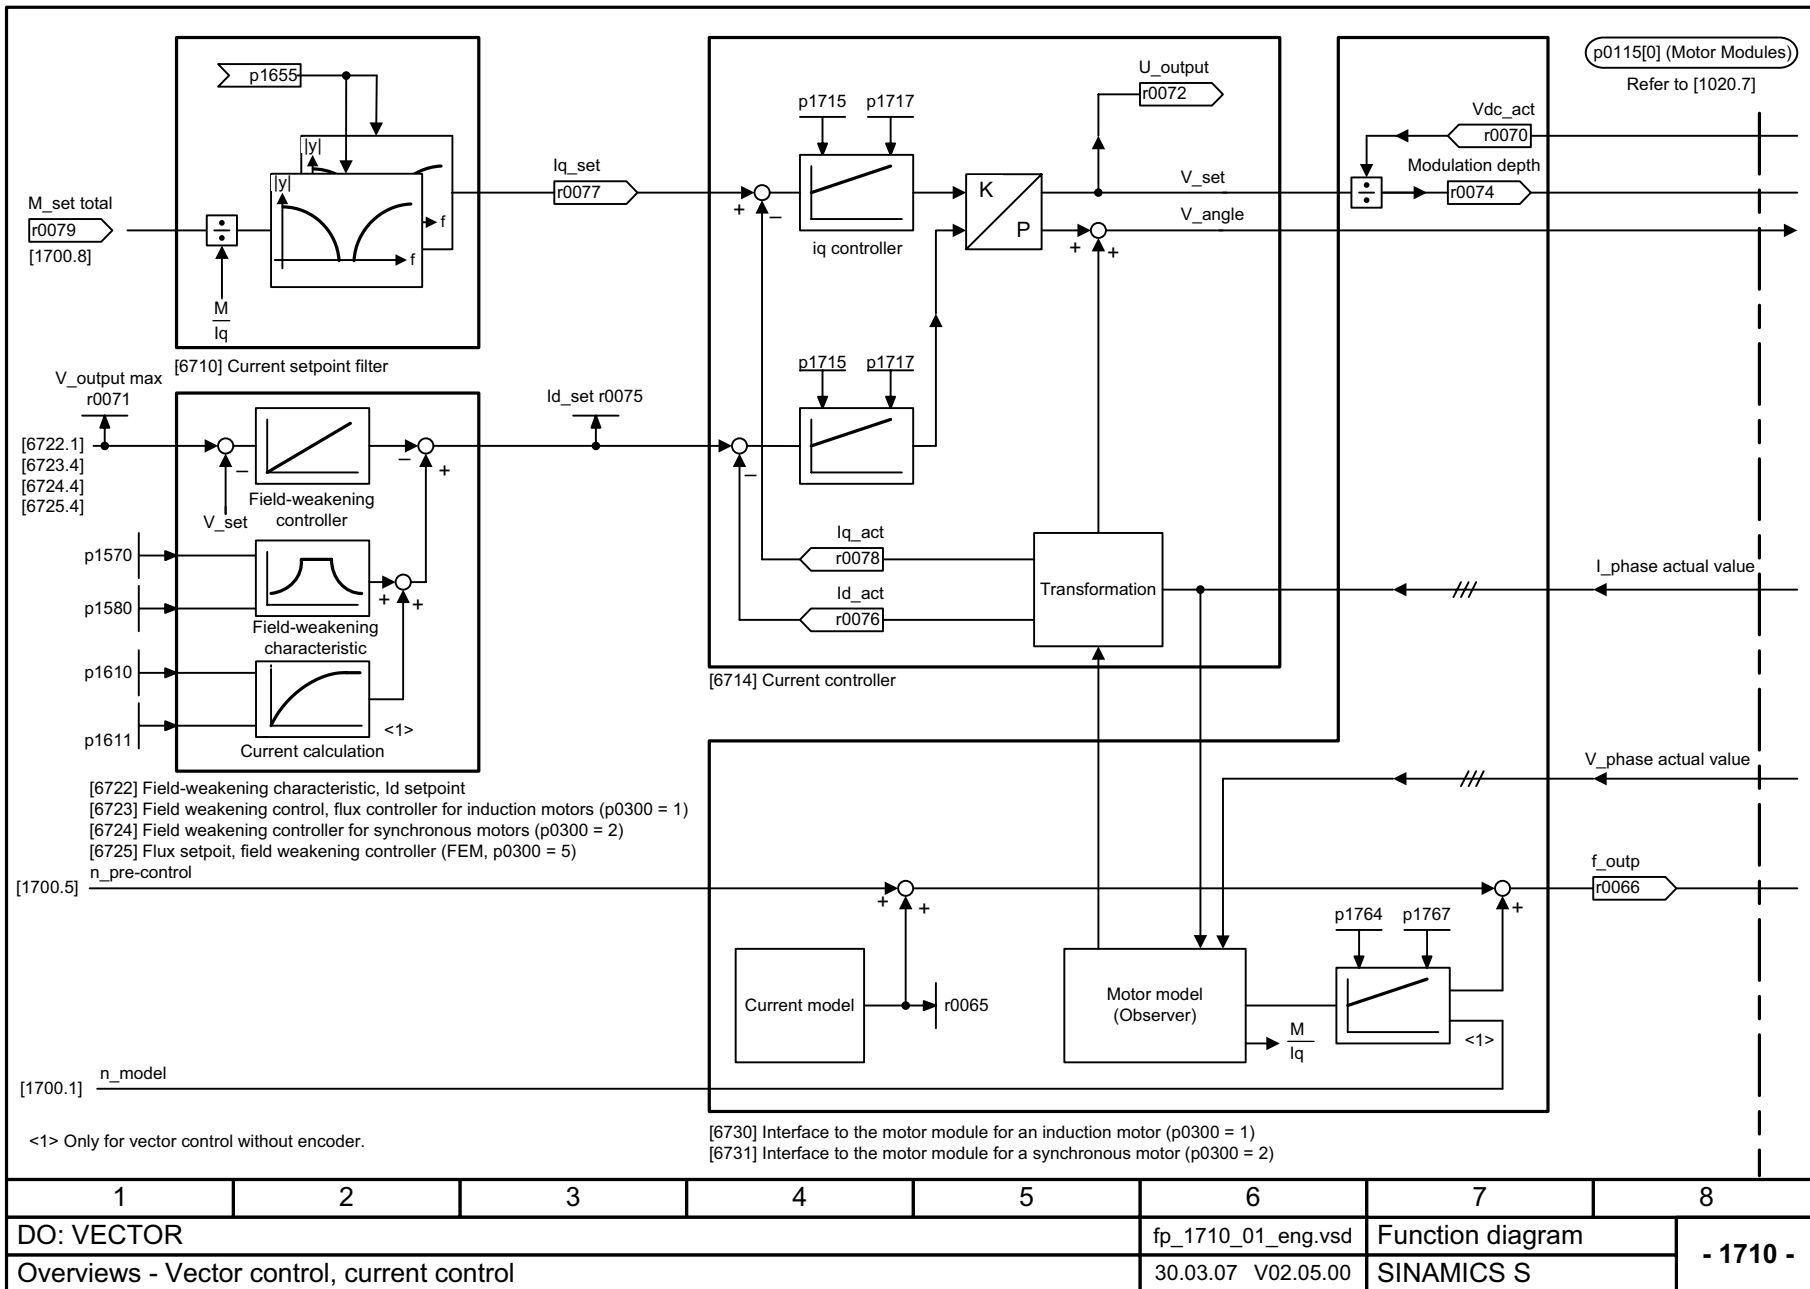 p1655
|y|
f
|y|
f
M_set total
r0079
[1700.8]
÷
M
Iq
[6710] Current setpoint filter
Iq_set
r0077
p1715
p1717
+
–
iq controller
K
P
U_output
r0072
V_set
V_angle
+
+
p0115[0] (Motor Modules)
Refer to [1020.7]
Vdc_act
r0070
÷
Modulation depth
r0074
V_output max
r0071
[6722.1]
[6723.4]
[6724.4]
[6725.4]
–
V_set
Field-weakening
controller
–
+
Id_set r0075
p1715
p1717
–
p1570
p1580
Field-weakening
characteristic
+
+
p1610
p1611
Current calculation
<1>
Iq_act
r0078
Id_act
r0076
Transformation
I_phase actual value
[6714] Current controller
V_phase actual value
[6722] Field-weakening characteristic, Id setpoint
[6723] Field weakening control, flux controller for induction motors (p0300 = 1)
[6724] Field weakening controller for synchronous motors (p0300 = 2)
[6725] Flux setpoit, field weakening controller (FEM, p0300 = 5)
n_pre-control
[1700.5]
+
+
f_outp
r0066
p1764
p1767
+
Current model
r0065
Motor model
(Observer)
M
Iq
<1>
n_model
[1700.1]
<1> Only for vector control without encoder.
[6730] Interface to the motor module for an induction motor (p0300 = 1)
[6731] Interface to the motor module for a synchronous motor (p0300 = 2)
1 2 3 4 5 6 7 8
DO: VECTOR
fp_1710_01_eng.vsd
Function diagram
- 1710 -
Overviews - Vector control, current control
30.03.07 V02.05.00
SINAMICS S